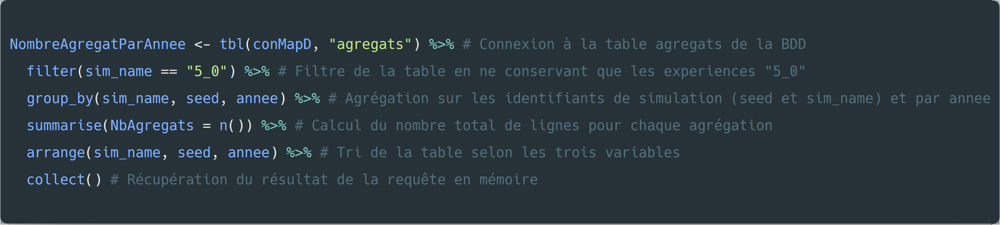 NombreAgregatParAnnee <- tbl(conMapD, "agregats") %>% # Connexion à la table agregats de la BDD
filter(sim_name == "5_0") %>% # Filtre de la table en ne conservant que les experiences "5_0"
group_by(sim_name, seed, annee) %>% # Agrégation sur les identifiants de simulation (seed et sim_name) et par annee
summarise(NbAgregats = n()) %>% # Calcul du nombre total de lignes pour chaque agrégation
arrange(sim_name, seed, annee) %>% # Tri de la table selon les trois variables
collect() # Récupération du résultat de la requête en mémoire